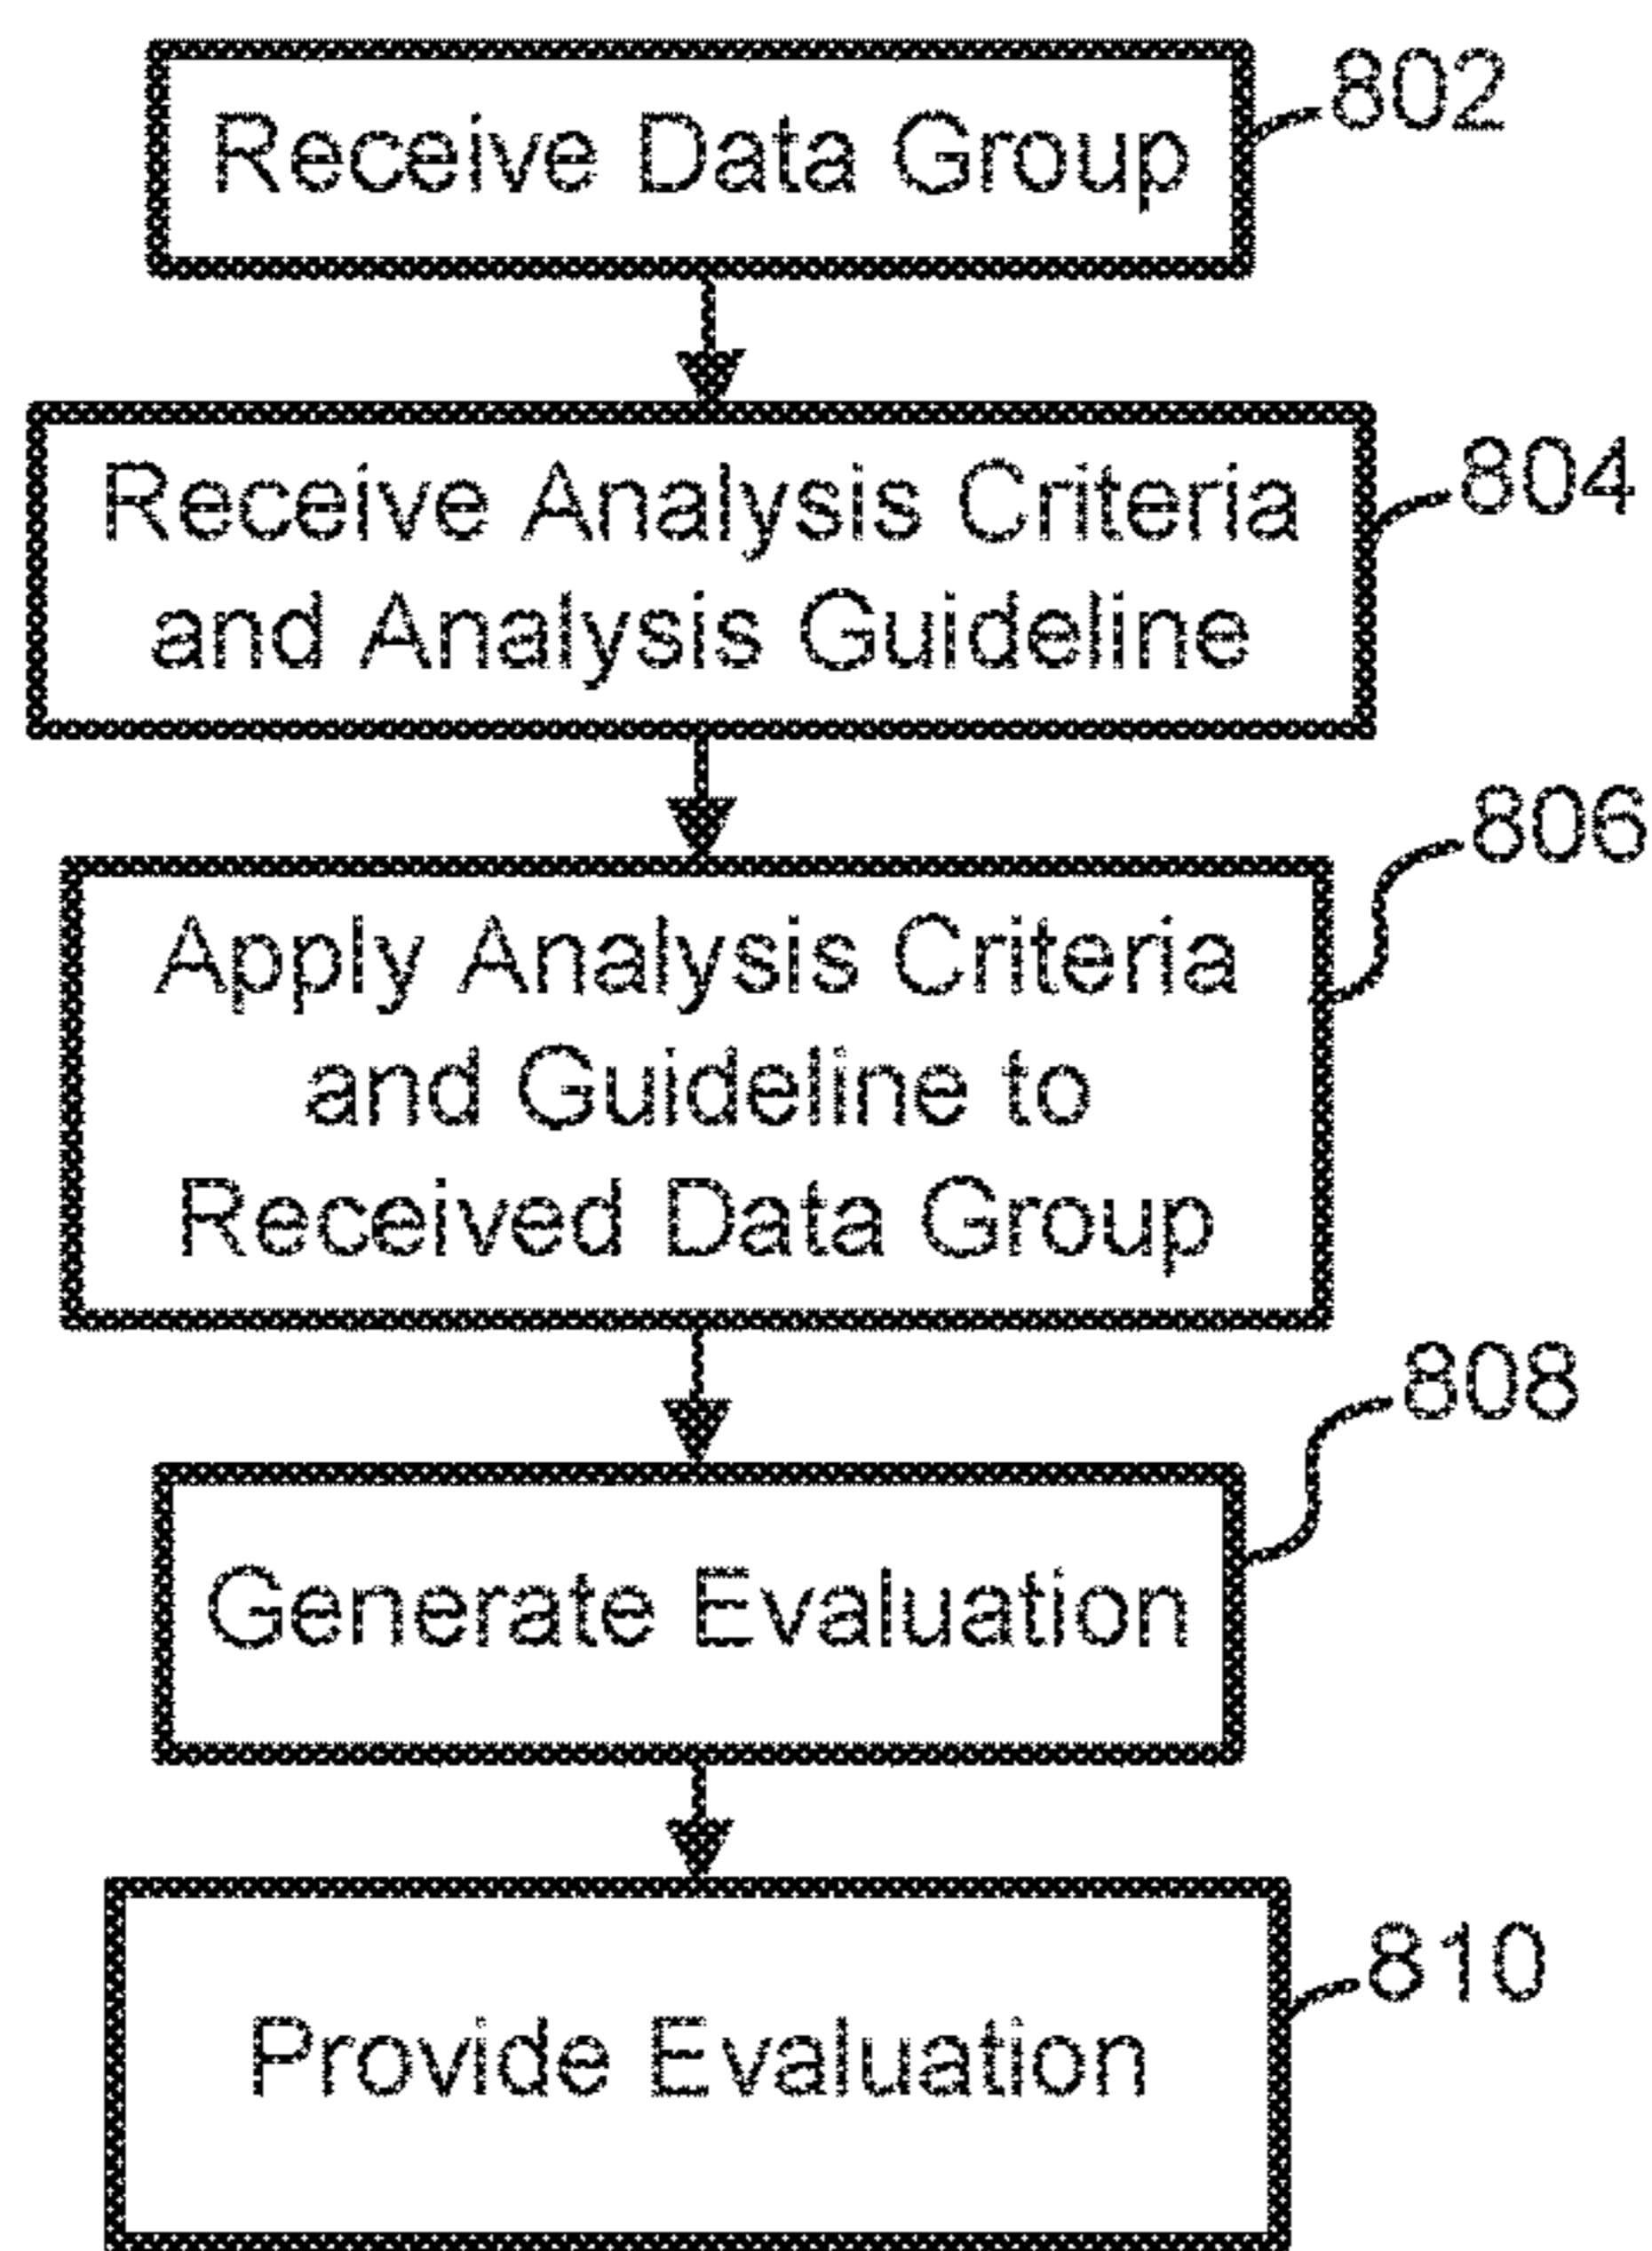 Receive Data Group
802
Receive Analysis Criteria
and Analysis Guideline
804
806
Apply Analysis Criteria
and Guideline to
Received Data Group
808
Generate Evaluation
810
Provide Evaluation